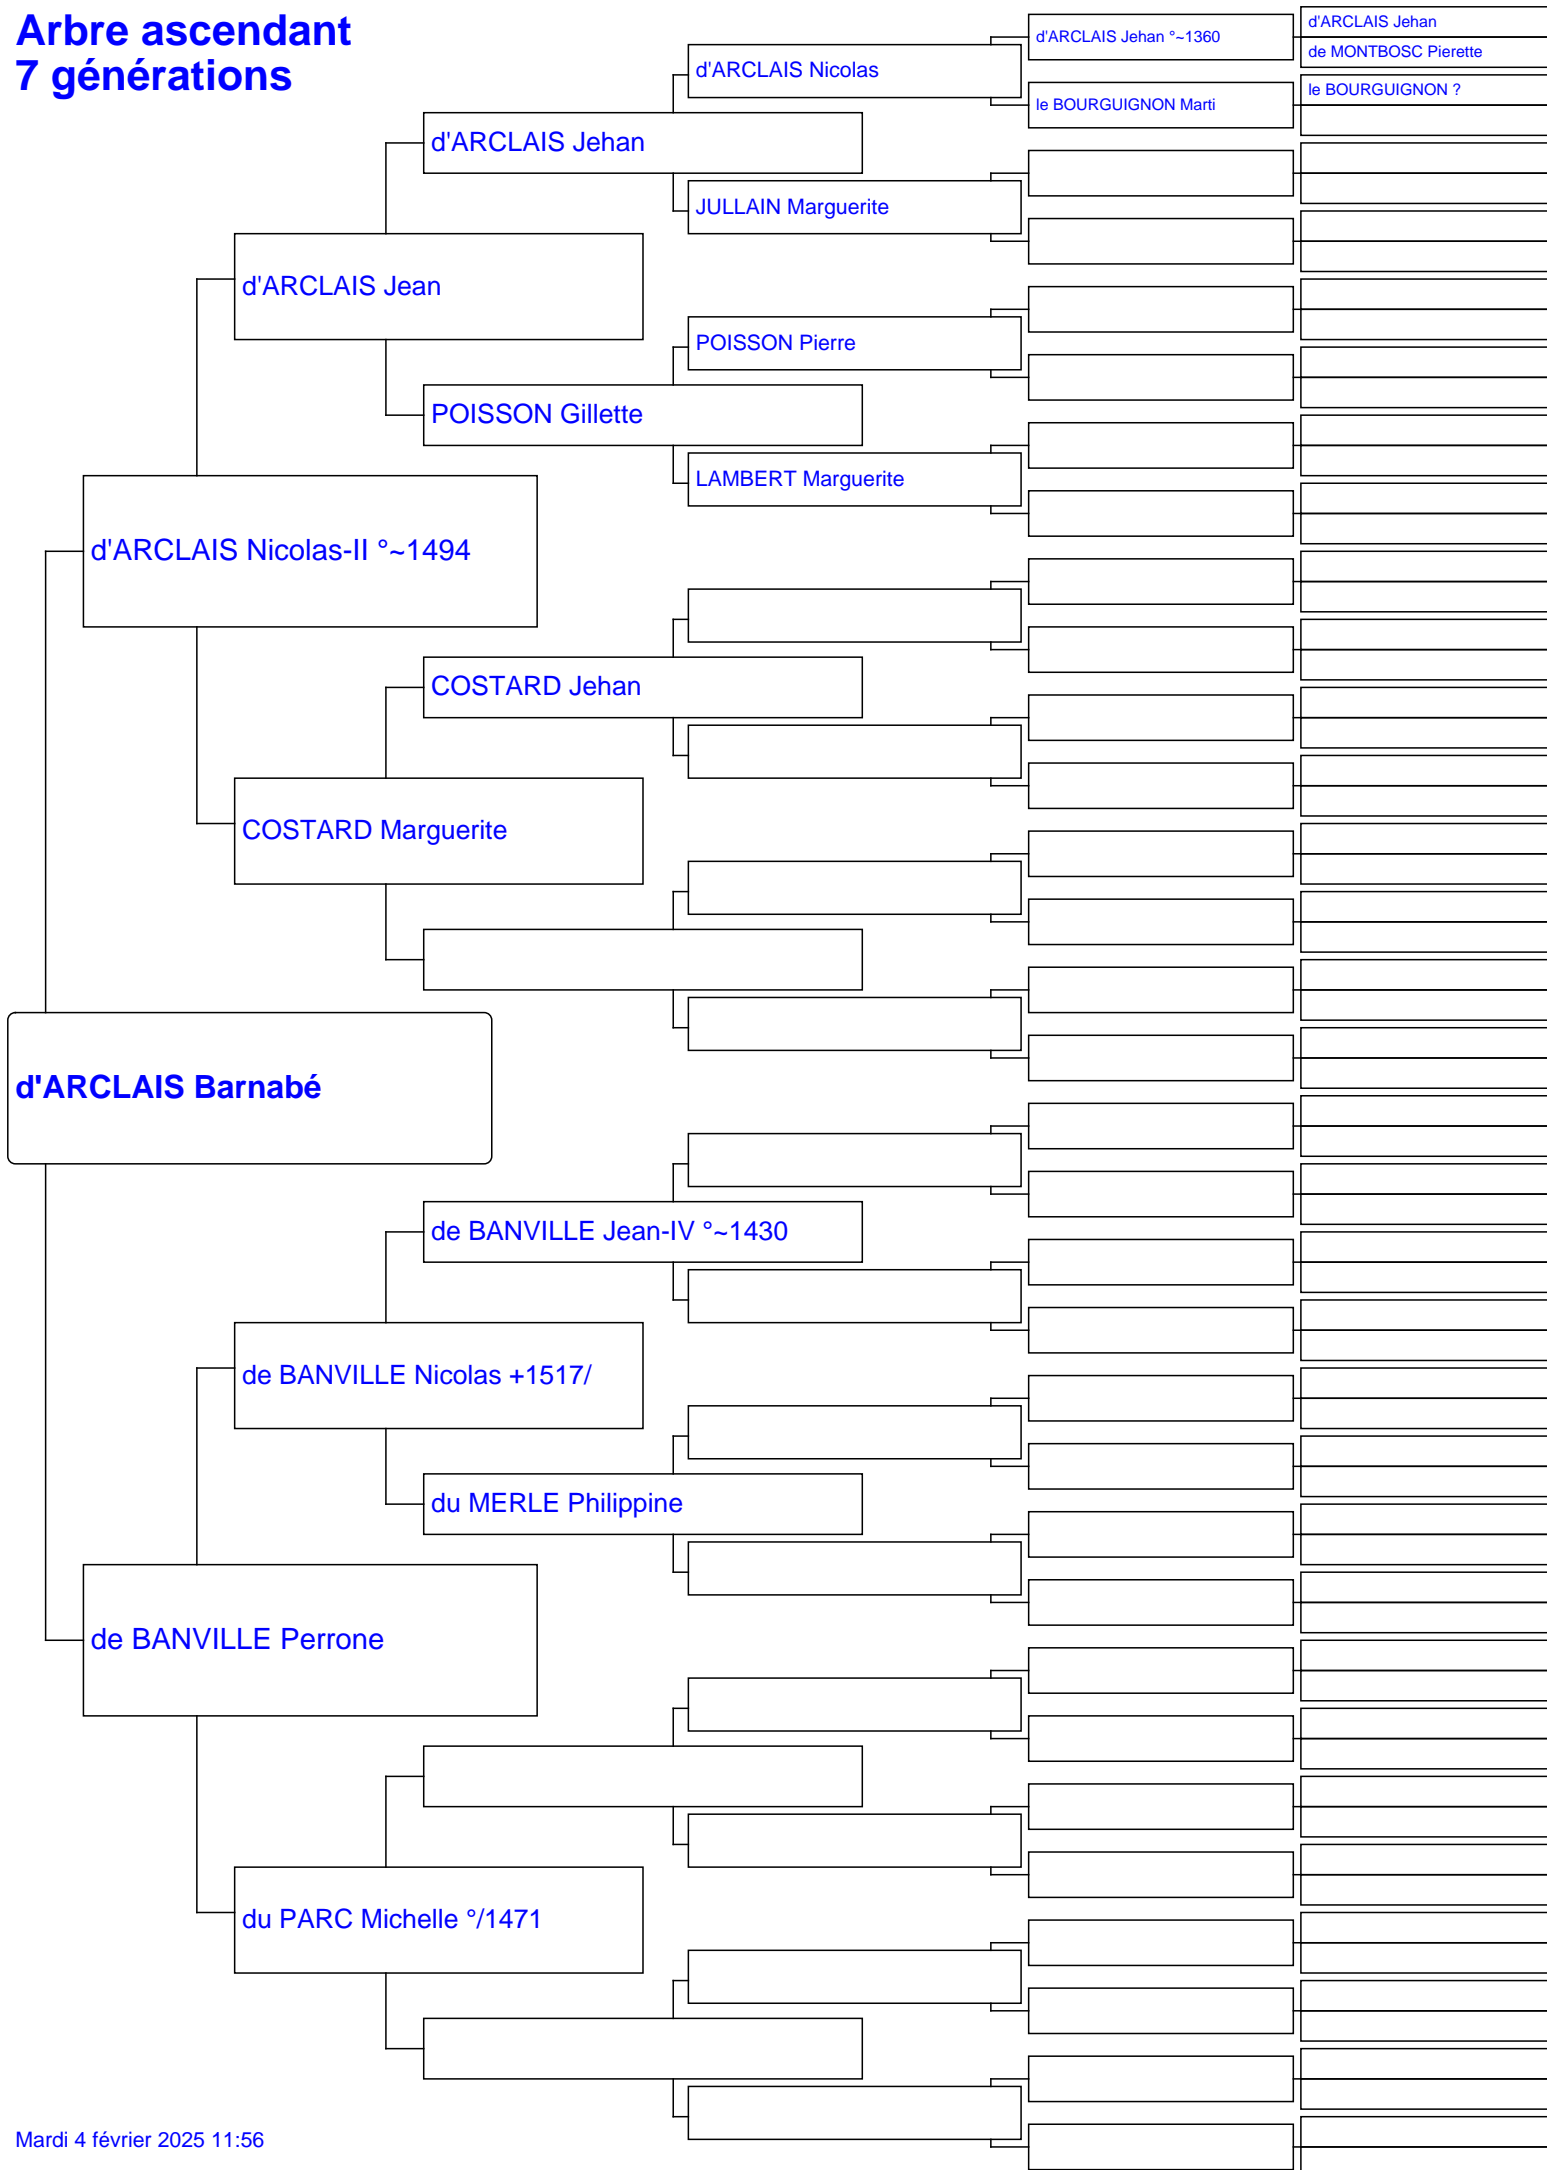 Arbre ascendant
7 générations
d'ARCLAIS Jehan
d'ARCLAIS Jehan °~1360
de MONTBOSC Pierette
d'ARCLAIS Nicolas
le BOURGUIGNON ?
le BOURGUIGNON Marti
d'ARCLAIS Jehan
JULLAIN Marguerite
d'ARCLAIS Jean
POISSON Pierre
POISSON Gillette
LAMBERT Marguerite
d'ARCLAIS Nicolas-II °~1494
COSTARD Jehan
COSTARD Marguerite
d'ARCLAIS Barnabé
de BANVILLE Jean-IV °~1430
de BANVILLE Nicolas +1517/
du MERLE Philippine
de BANVILLE Perrone
du PARC Michelle °/1471
Mardi 4 février 2025 11:56